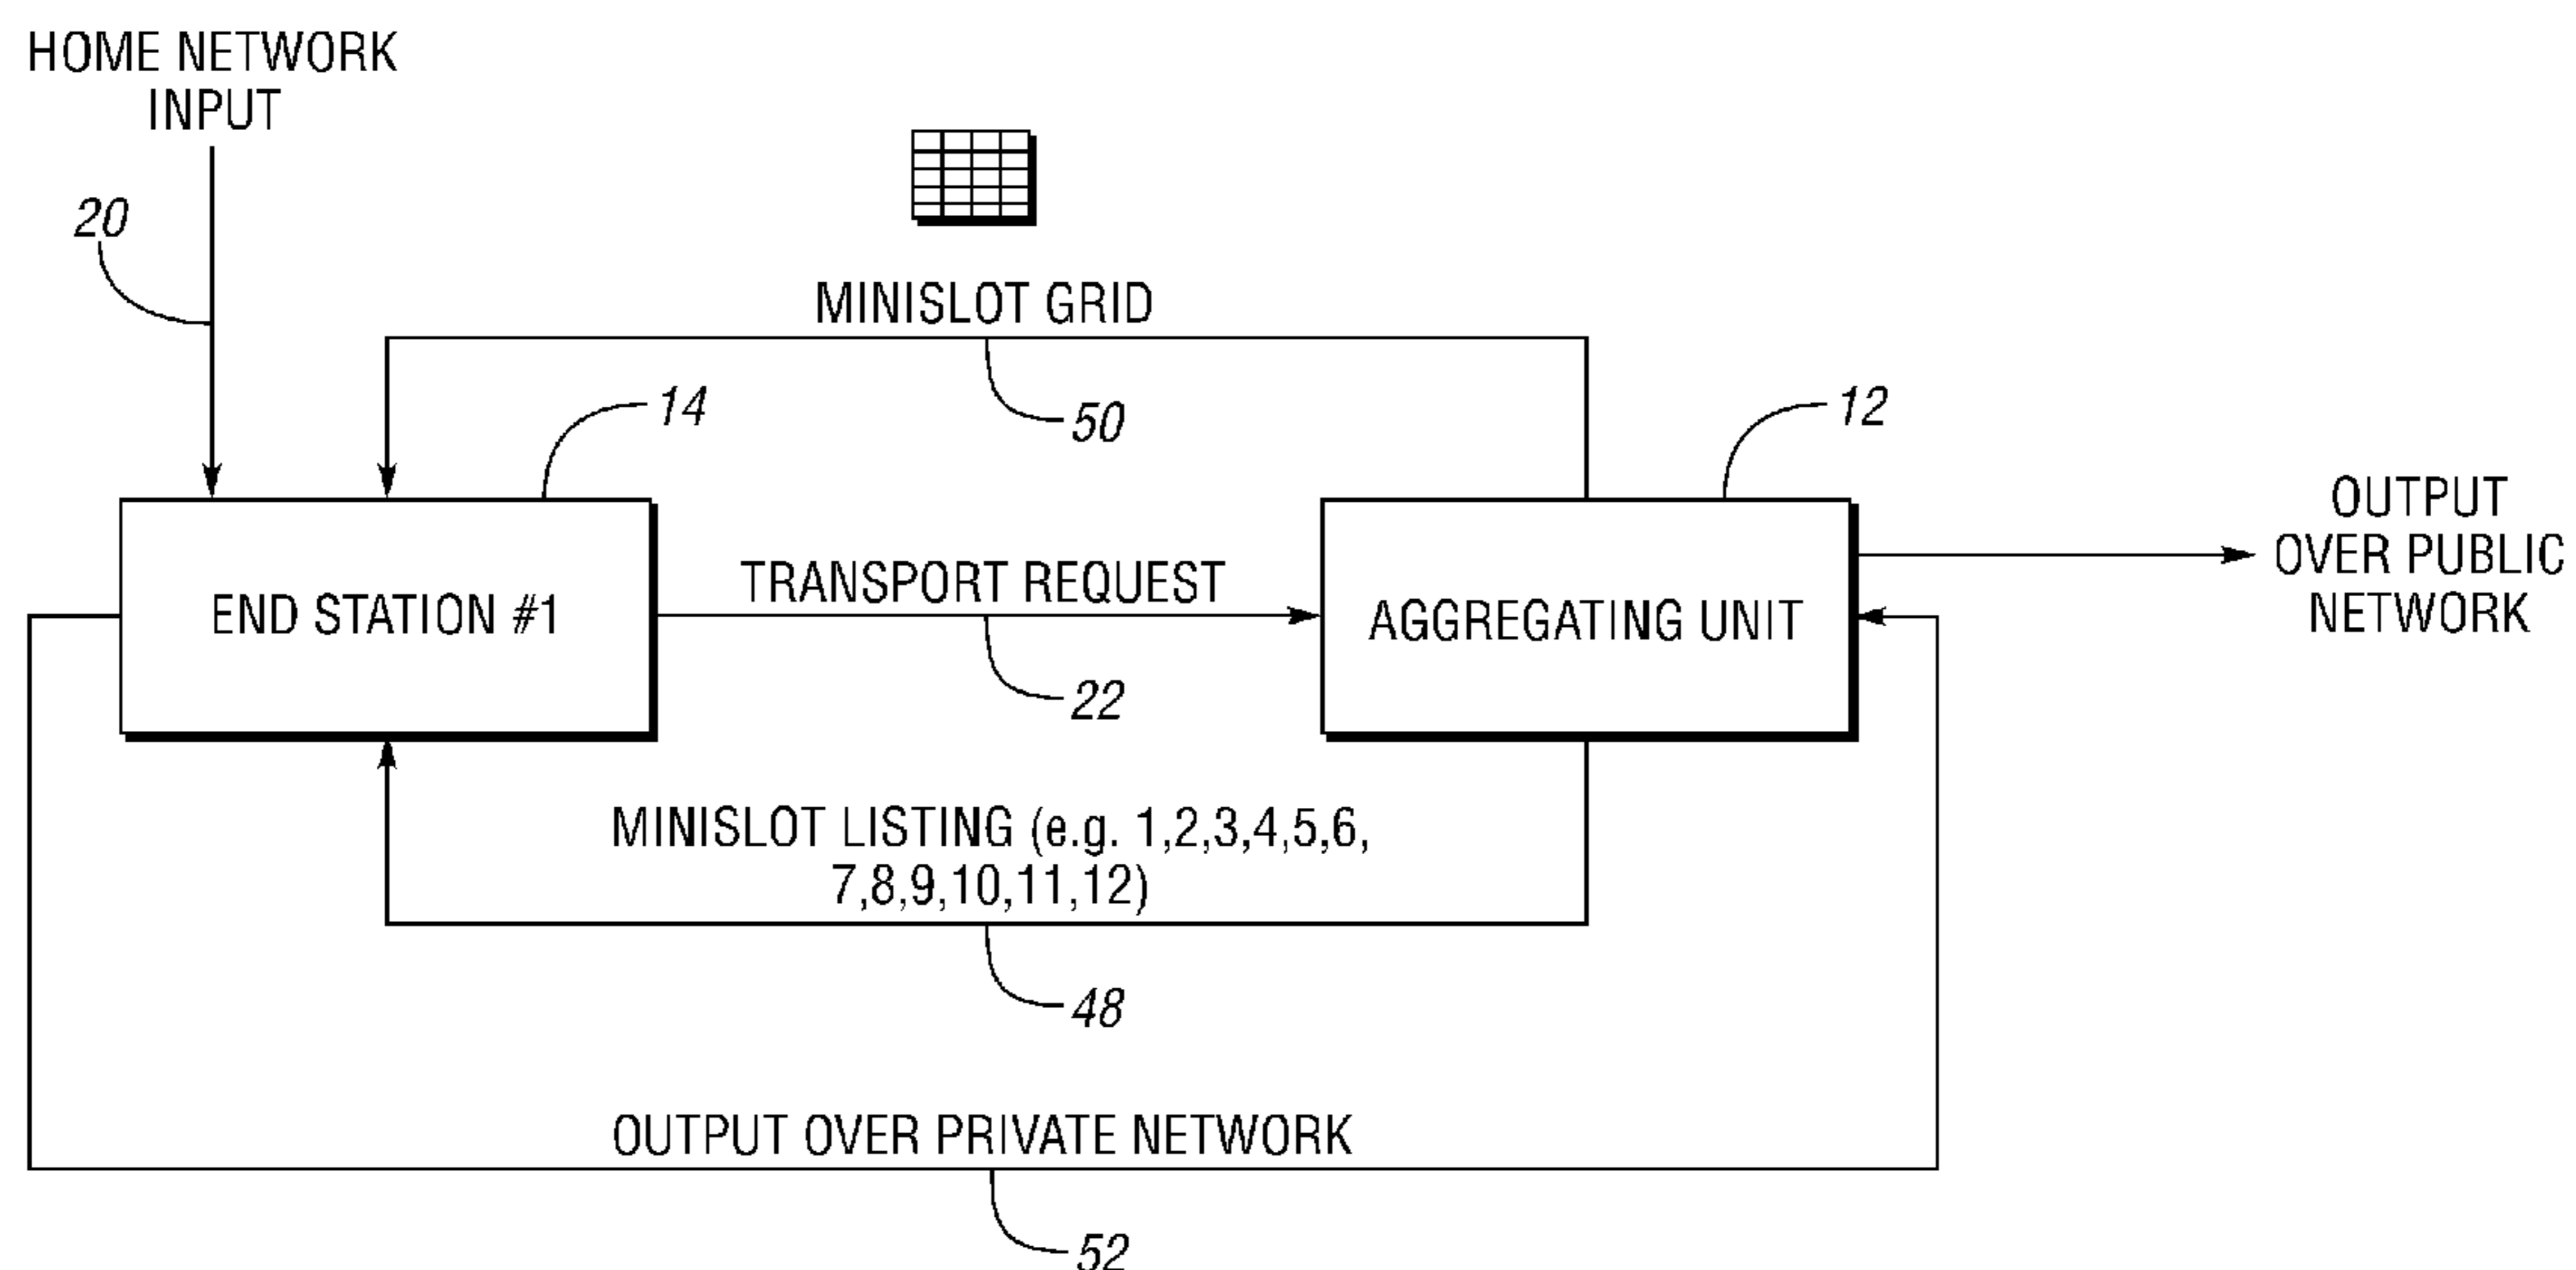 HOME NETWORK
INPUT
20
MINISLOT GRID
50
14
12
END STATION #1
TRANSPORT REQUEST
22
AGGREGATING UNIT
OUTPUT
OVER PUBLIC
NETWORK
MINISLOT LISTING (e.g. 1,2,3,4,5,6,
7,8,9,10,11,12)
48
OUTPUT OVER PRIVATE NETWORK
52